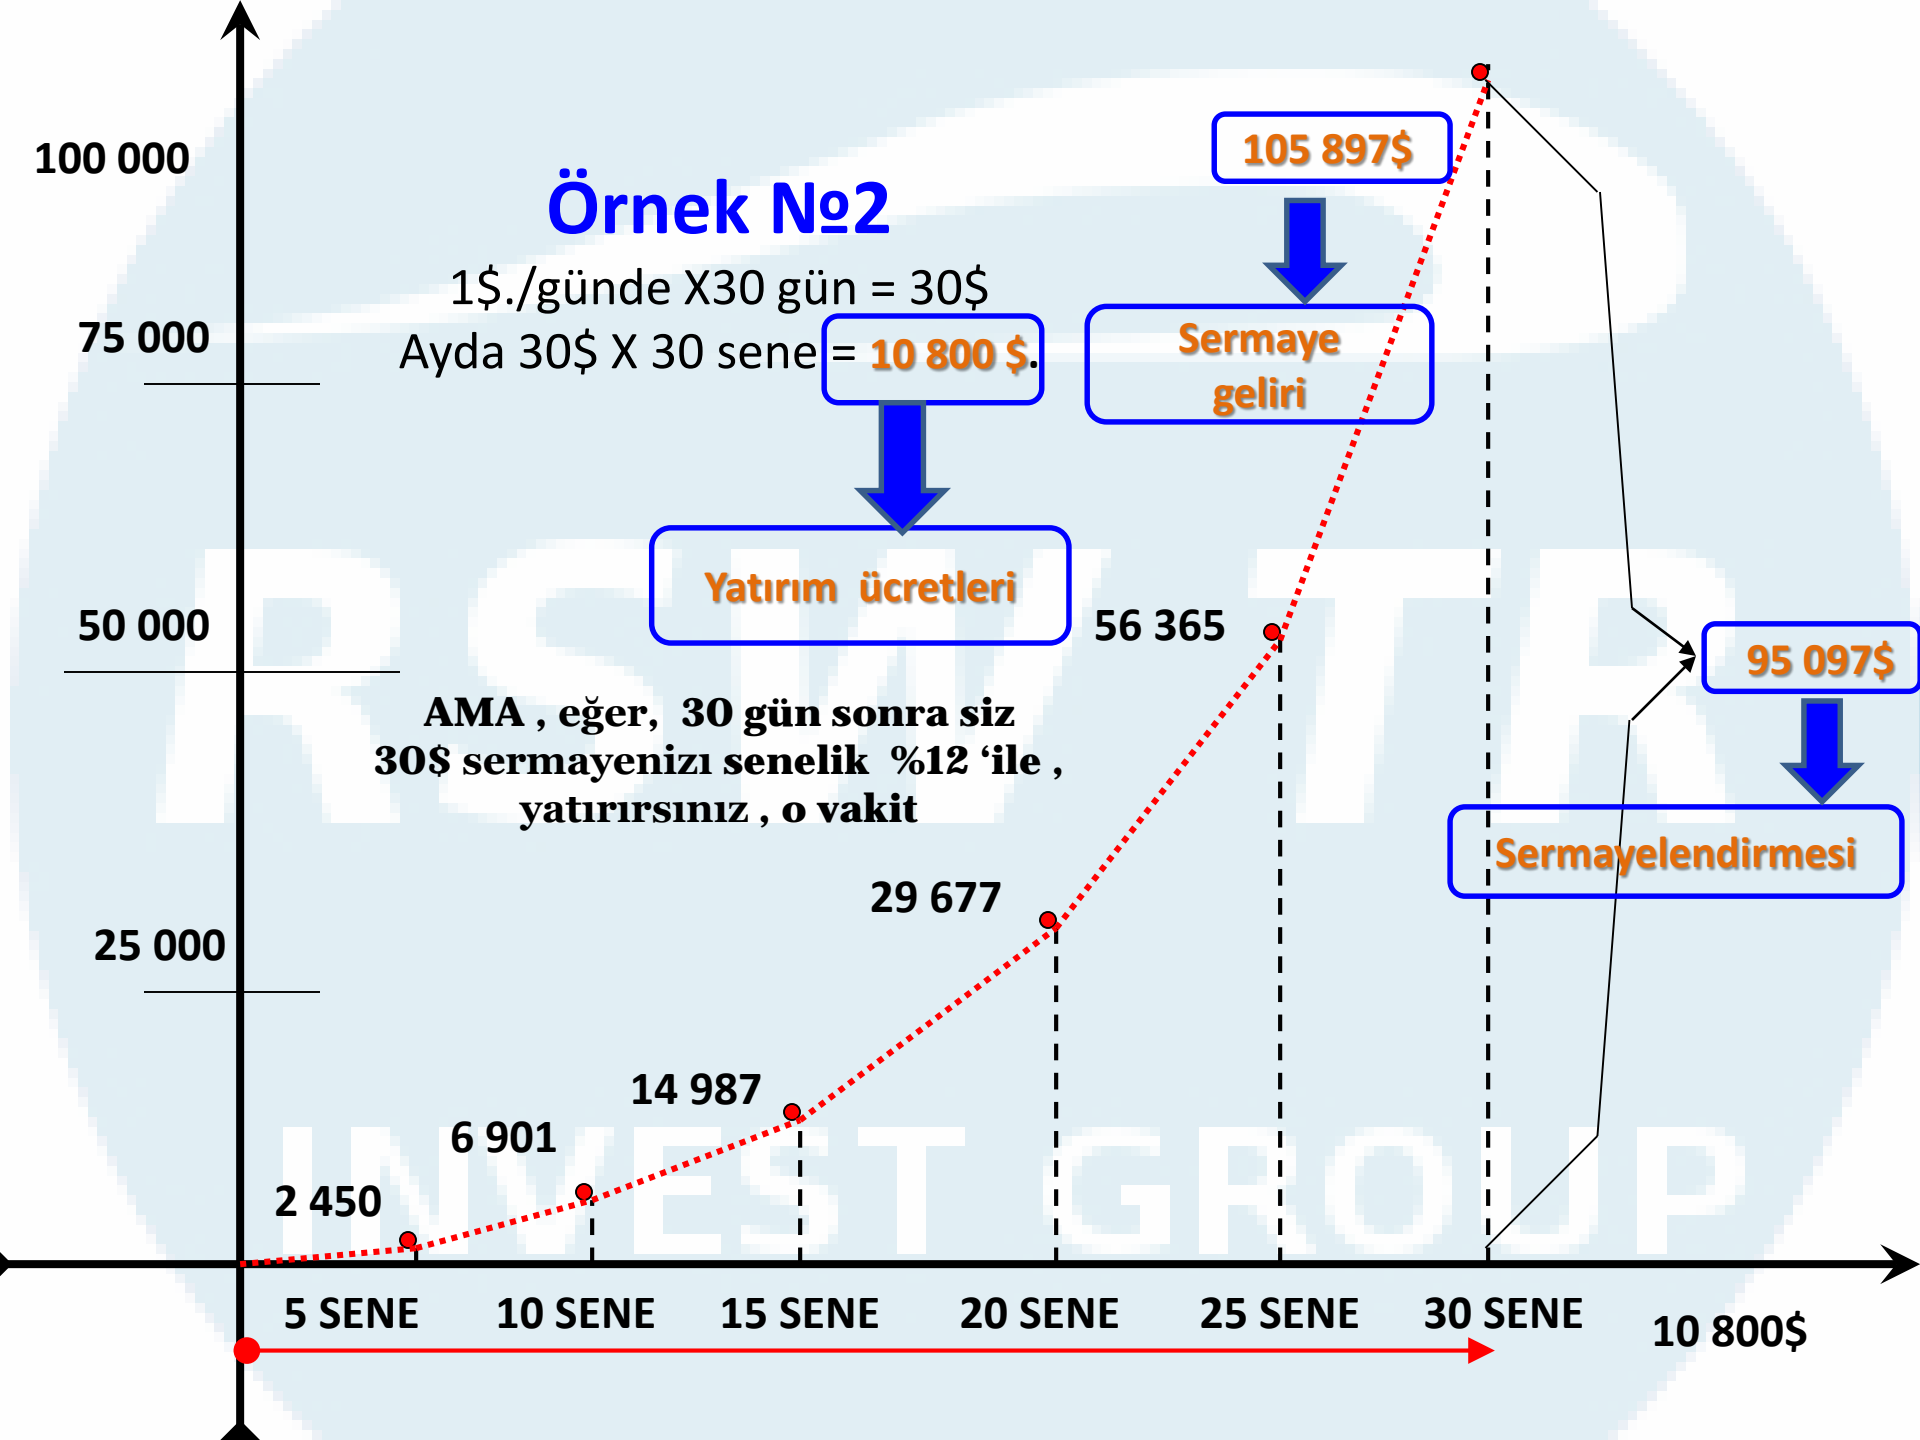 100 000
Örnek №2
1$./günde X30 gün = 30$
Ayda 30$ X 30 sene = 10 800 $.
105 897$
Sermaye
geliri
75 000
Yatırım ücretleri
50 000
56 365
95 097$
AMA , eğer, 30 gün sonra siz
30$ sermayenizı senelik %12 ‘ile ,
yatırırsınız , o vakit
Sermayelendirmesi
29 677
25 000
14 987
6 901
2 450
5 SENE
10 SENE
15 SENE
20 SENE
25 SENE
30 SENE
10 800$
RSW TR
INVEST GROUP